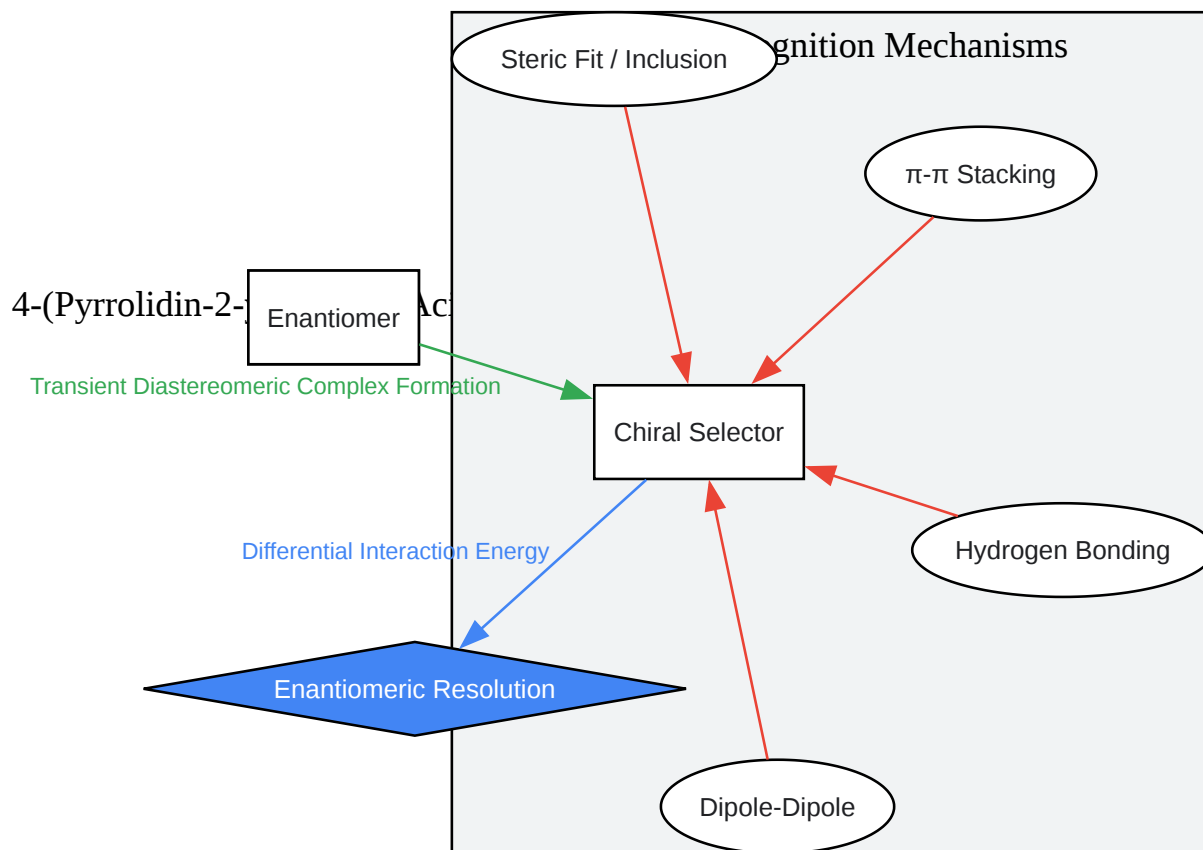 Steric Fit / Inclusion
gnition Mechanisms
π-π Stacking
4-(Pyrrolidin-2-
Enantiomer
Transient Diastereomeric Complex Formation
Chiral Selector
Hydrogen Bonding
Differential Interaction Energy
Enantiomeric Resolution
Dipole-Dipole